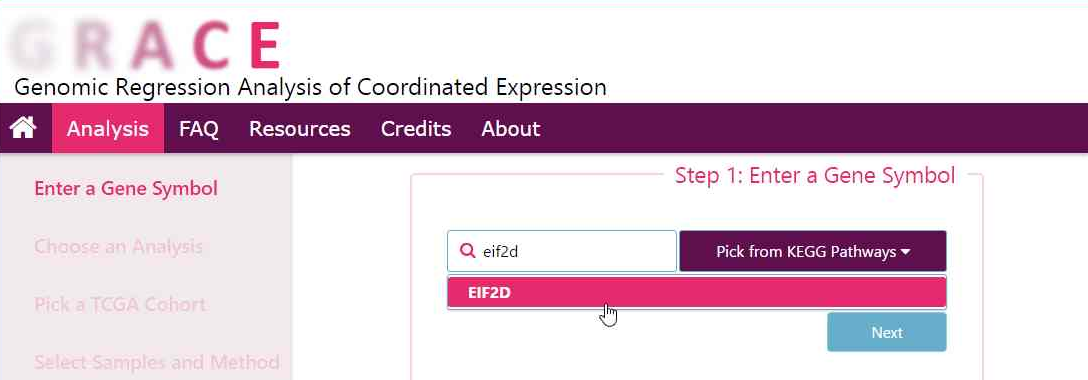 GRACE
Genomic Regression Analysis of Coordinated Expression
Analysis FAQ Resources Credits About
Enter a Gene Symbol
Choose an Analysis
Pick a TCGA Cohort
Select Samples and Method
Step 1: Enter a Gene Symbol
eif2d
Pick from KEGG Pathways
EIF2D
Next